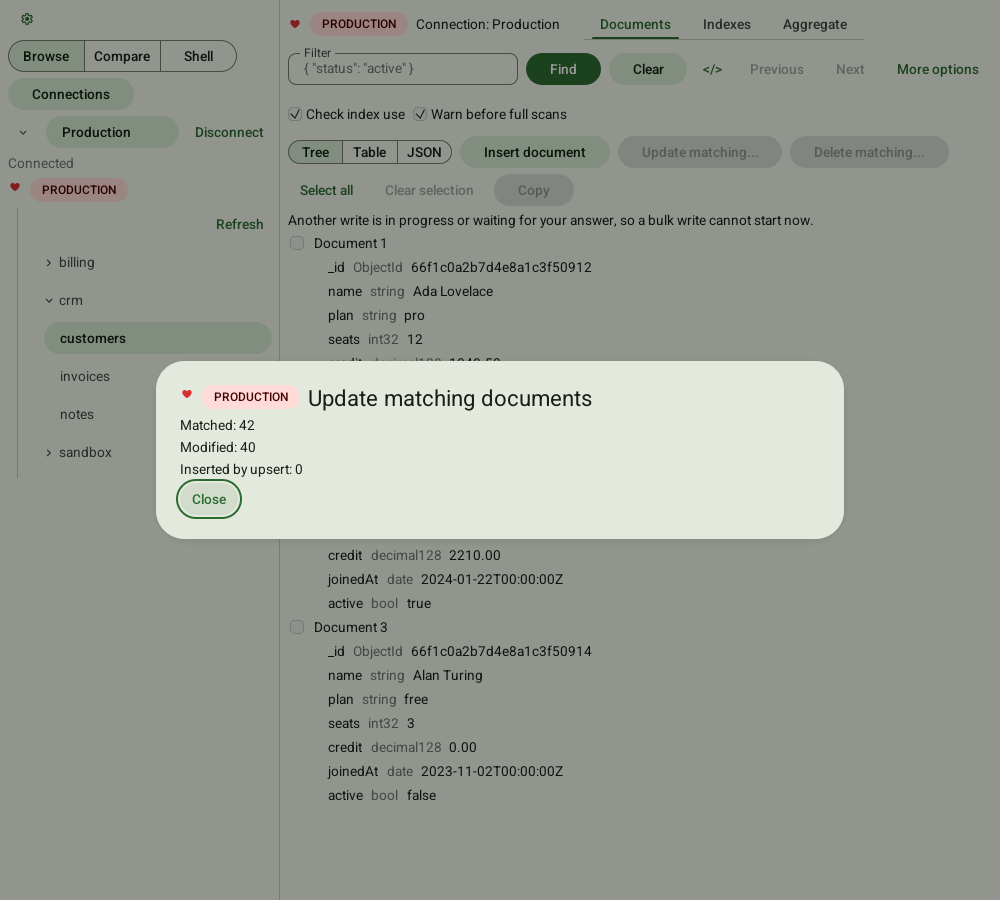 Browse
Compare
Shell
Connections
Production
Disconnect
Connected
PRODUCTION
Refresh
billing
crm
customers
invoices
notes
sandbox
PRODUCTION Connection: Production
Documents
Indexes
Aggregate
Filter
{ "status": "active" }
Find
Clear
</>
Previous
Next
More options
Check index use
Warn before full scans
Tree
Table
JSON
Insert document
Update matching...
Delete matching...
Select all
Clear selection
Copy
Another write is in progress or waiting for your answer, so a bulk write cannot start now.
Document 1
_id ObjectId 66f1c0a2b7d4e8a1c3f50912
name string Ada Lovelace
plan string pro
seats int32 12
PRODUCTION Update matching documents
Matched: 42
Modified: 40
Inserted by upsert: 0
Close
credit decimal128 2210.00
joinedAt date 2024-01-22T00:00:00Z
active bool true
Document 3
_id ObjectId 66f1c0a2b7d4e8a1c3f50914
name string Alan Turing
plan string free
seats int32 3
credit decimal128 0.00
joinedAt date 2023-11-02T00:00:00Z
active bool false